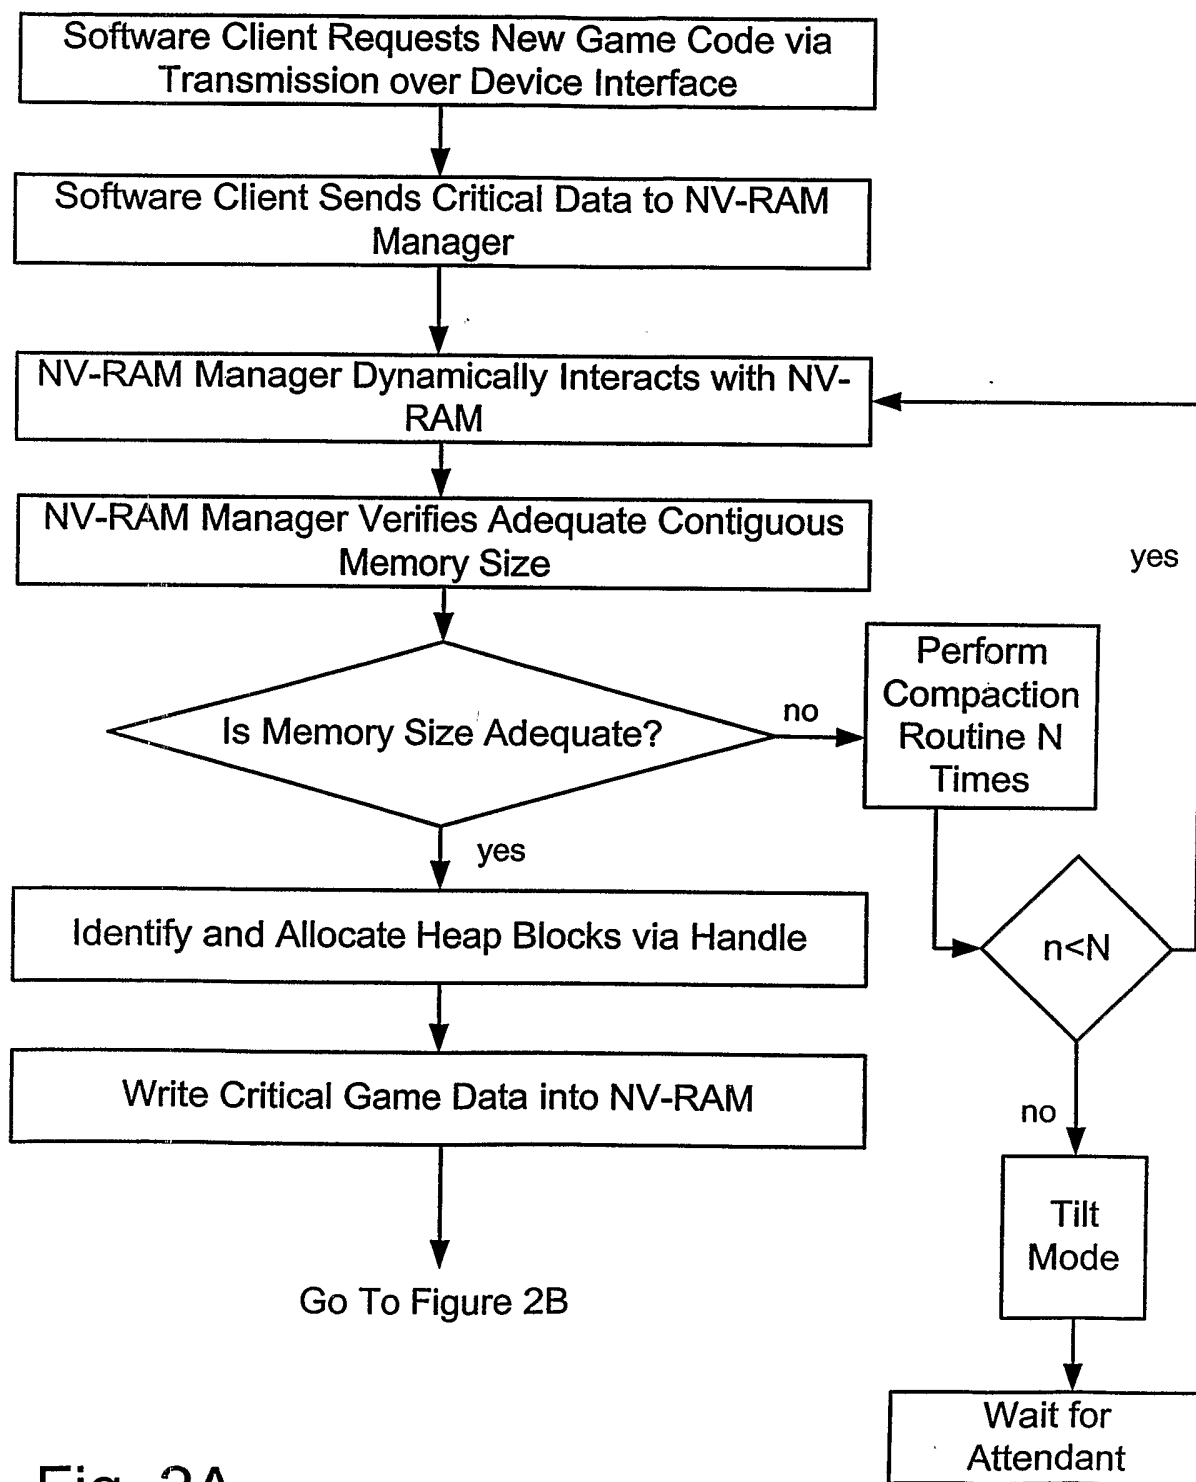 Software Client Requests New Game Code via
Transmission over Device Interface
Software Client Sends Critical Data to NV-RAM
Manager
NV-RAM Manager Dynamically Interacts with NV-
RAM
NV-RAM Manager Verifies Adequate Contiguous
Memory Size
yes
Is Memory Size Adequate?
no
Perform
Compaction
Routine N
Times
yes
Identify and Allocate Heap Blocks via Handle
n<N
Write Critical Game Data into NV-RAM
no
Tilt
Mode
Go To Figure 2B
Wait for
Attendant
Fig. 2A